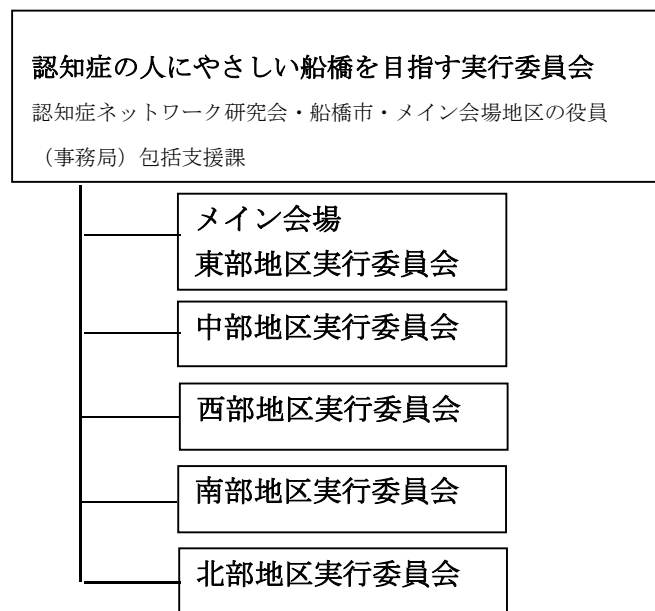 認知症の人にやさしい船橋を目指す実行委員会
認知症ネットワーク研究会・船橋市・メイン会場地区の役員
（事務局）包括支援課
メイン会場
東部地区実行委員会
中部地区実行委員会
西部地区実行委員会
南部地区実行委員会
北部地区実行委員会